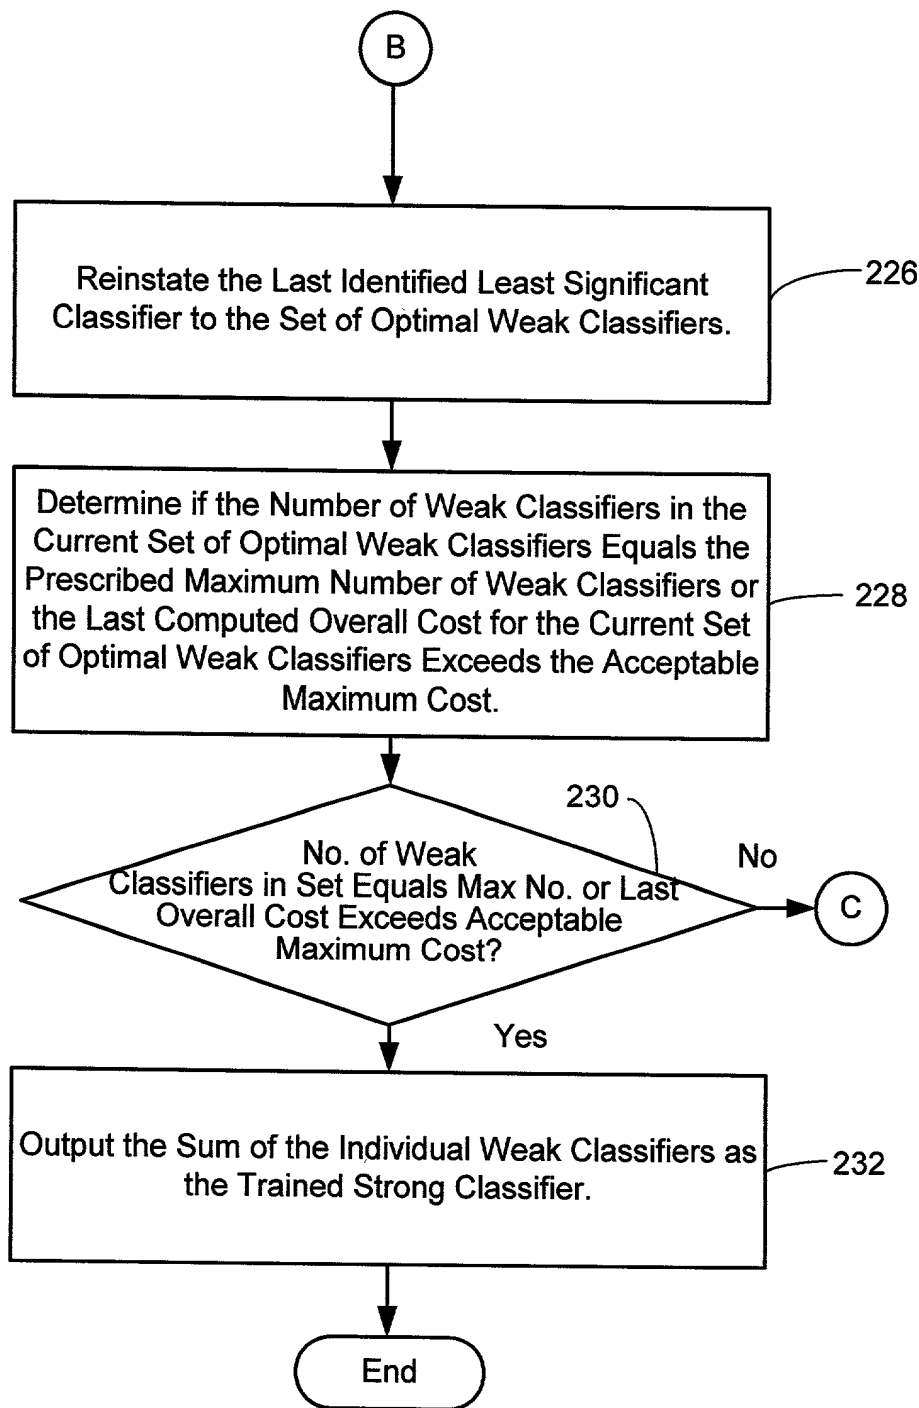 B
Reinstate the Last Identified Least Significant
Classifier to the Set of Optimal Weak Classifiers.
226
Determine if the Number of Weak Classifiers in the
Current Set of Optimal Weak Classifiers Equals the
Prescribed Maximum Number of Weak Classifiers or
the Last Computed Overall Cost for the Current Set
of Optimal Weak Classifiers Exceeds the Acceptable
Maximum Cost.
228
230
No. of Weak
Classifiers in Set Equals Max No. or Last
Overall Cost Exceeds Acceptable
Maximum Cost?
No
C
Yes
Output the Sum of the Individual Weak Classifiers as
the Trained Strong Classifier.
232
End